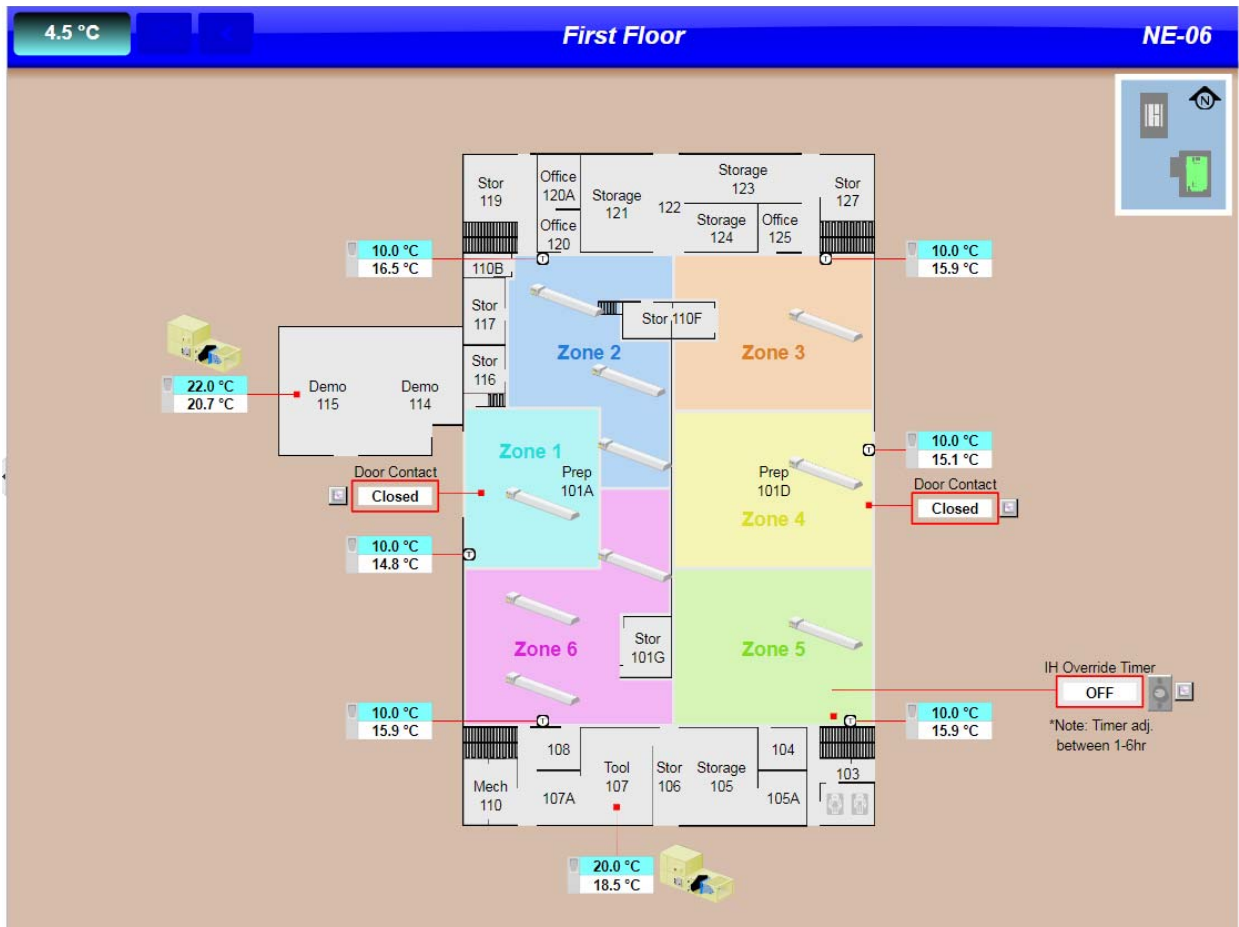 4.5 °C
First Floor
NE-06
N
Stor
119
Office
120A
Office
120
Storage
121
122
Storage
123
Storage
124
Office
125
Stor
127
10.0 °C
16.5 °C
10.0 °C
15.9 °C
110B
Stor
117
Stor 110F
Zone 2
Zone 3
Stor
116
22.0 °C
20.7 °C
Demo
115
Demo
114
Zone 1
Prep
101A
Prep
101D
Zone 4
10.0 °C
15.1 °C
Door Contact
Closed
Door Contact
Closed
10.0 °C
14.8 °C
Zone 6
Stor
101G
Zone 5
IH Override Timer
OFF
*Note: Timer adj.
between 1-6hr
10.0 °C
15.9 °C
10.0 °C
15.9 °C
T
T
T
T
T
T
108
Tool
107
Stor
106
Storage
105
104
103
Mech
110
107A
105A
20.0 °C
18.5 °C